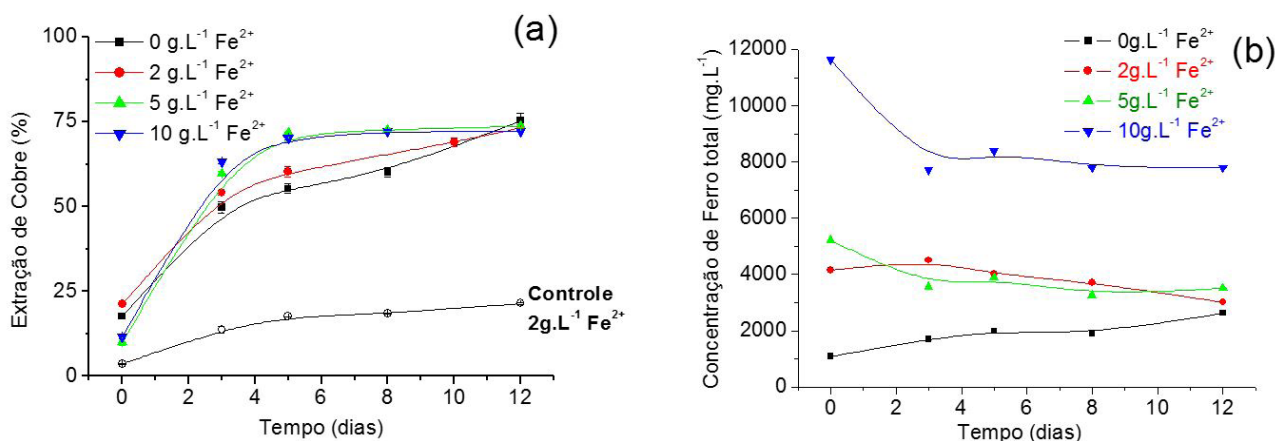 (a)
Extração de Cobre (%)
100
75
50
25
0
0 g.L⁻¹ Fe²⁺
2 g.L⁻¹ Fe²⁺
5 g.L⁻¹ Fe²⁺
10 g.L⁻¹ Fe²⁺
Controle
2g.L⁻¹ Fe²⁺
0 2 4 6 8 10 12
Tempo (dias)
(b)
Concentração de Ferro total (mg.L⁻¹)
12000
10000
8000
6000
4000
2000
0
0g.L⁻¹ Fe²⁺
2g.L⁻¹ Fe²⁺
5g.L⁻¹ Fe²⁺
10g.L⁻¹ Fe²⁺
0 2 4 6 8 10 12
Tempo (dias)